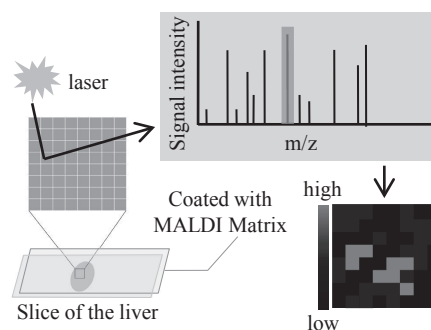 laser
Signal intensity
m/z
Coated with
MALDI Matrix
Slice of the liver
high
low